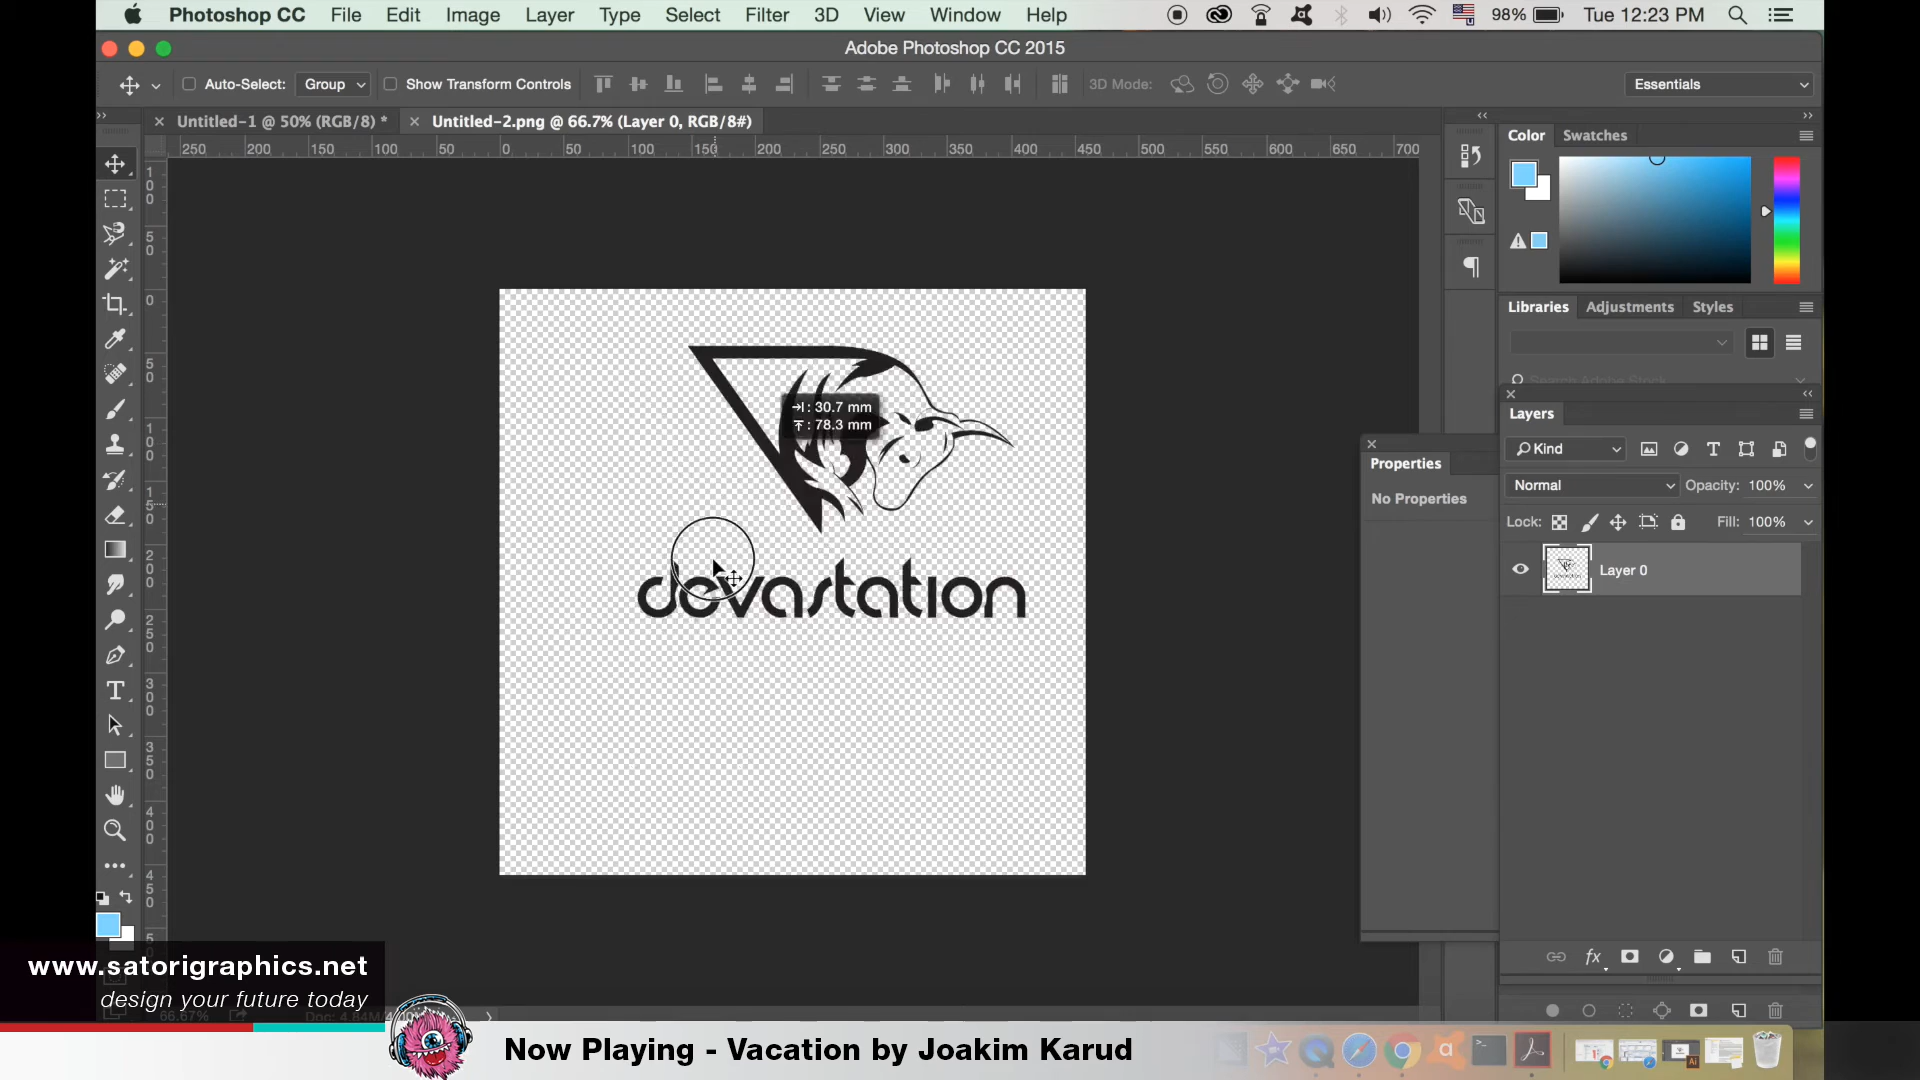 Photoshop CC File Edit Image Layer Type Select Filter 3D View Window Help 98% Tue 12:23 PM
Adobe Photoshop CC 2015
Auto-Select: Group Show Transform Controls 3D Mode: Essentials
Untitled-1 @ 50% (RGB/8) * Untitled-2.png @ 66.7% (Layer 0, RGB/8#)
250 200 150 100 50 0 50 100 150 200 250 300 350 400 450 500 550 600 650 700
Color Swatches
Libraries Adjustments Styles
Search Adobe Stock
Layers
Kind
Normal Opacity: 100%
Lock: Fill: 100%
Layer 0
Properties
No Properties
: 30.7 mm
: 78.3 mm
devastation
www.satorigraphics.net
design your future today
66.67%
Now Playing - Vacation by Joakim Karud